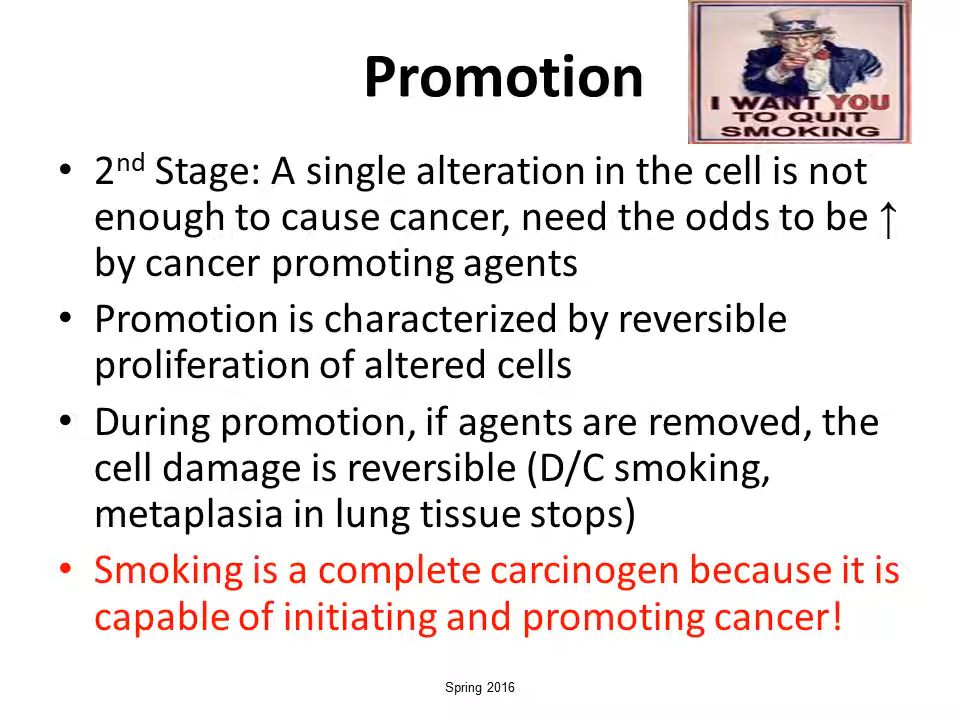 Promotion
I WANT YOU
TO QUIT
SMOKING
• 2nd Stage: A single alteration in the cell is not
enough to cause cancer, need the odds to be ↑
by cancer promoting agents
• Promotion is characterized by reversible
proliferation of altered cells
• During promotion, if agents are removed, the
cell damage is reversible (D/C smoking,
metaplasia in lung tissue stops)
• Smoking is a complete carcinogen because it is
capable of initiating and promoting cancer!
Spring 2016